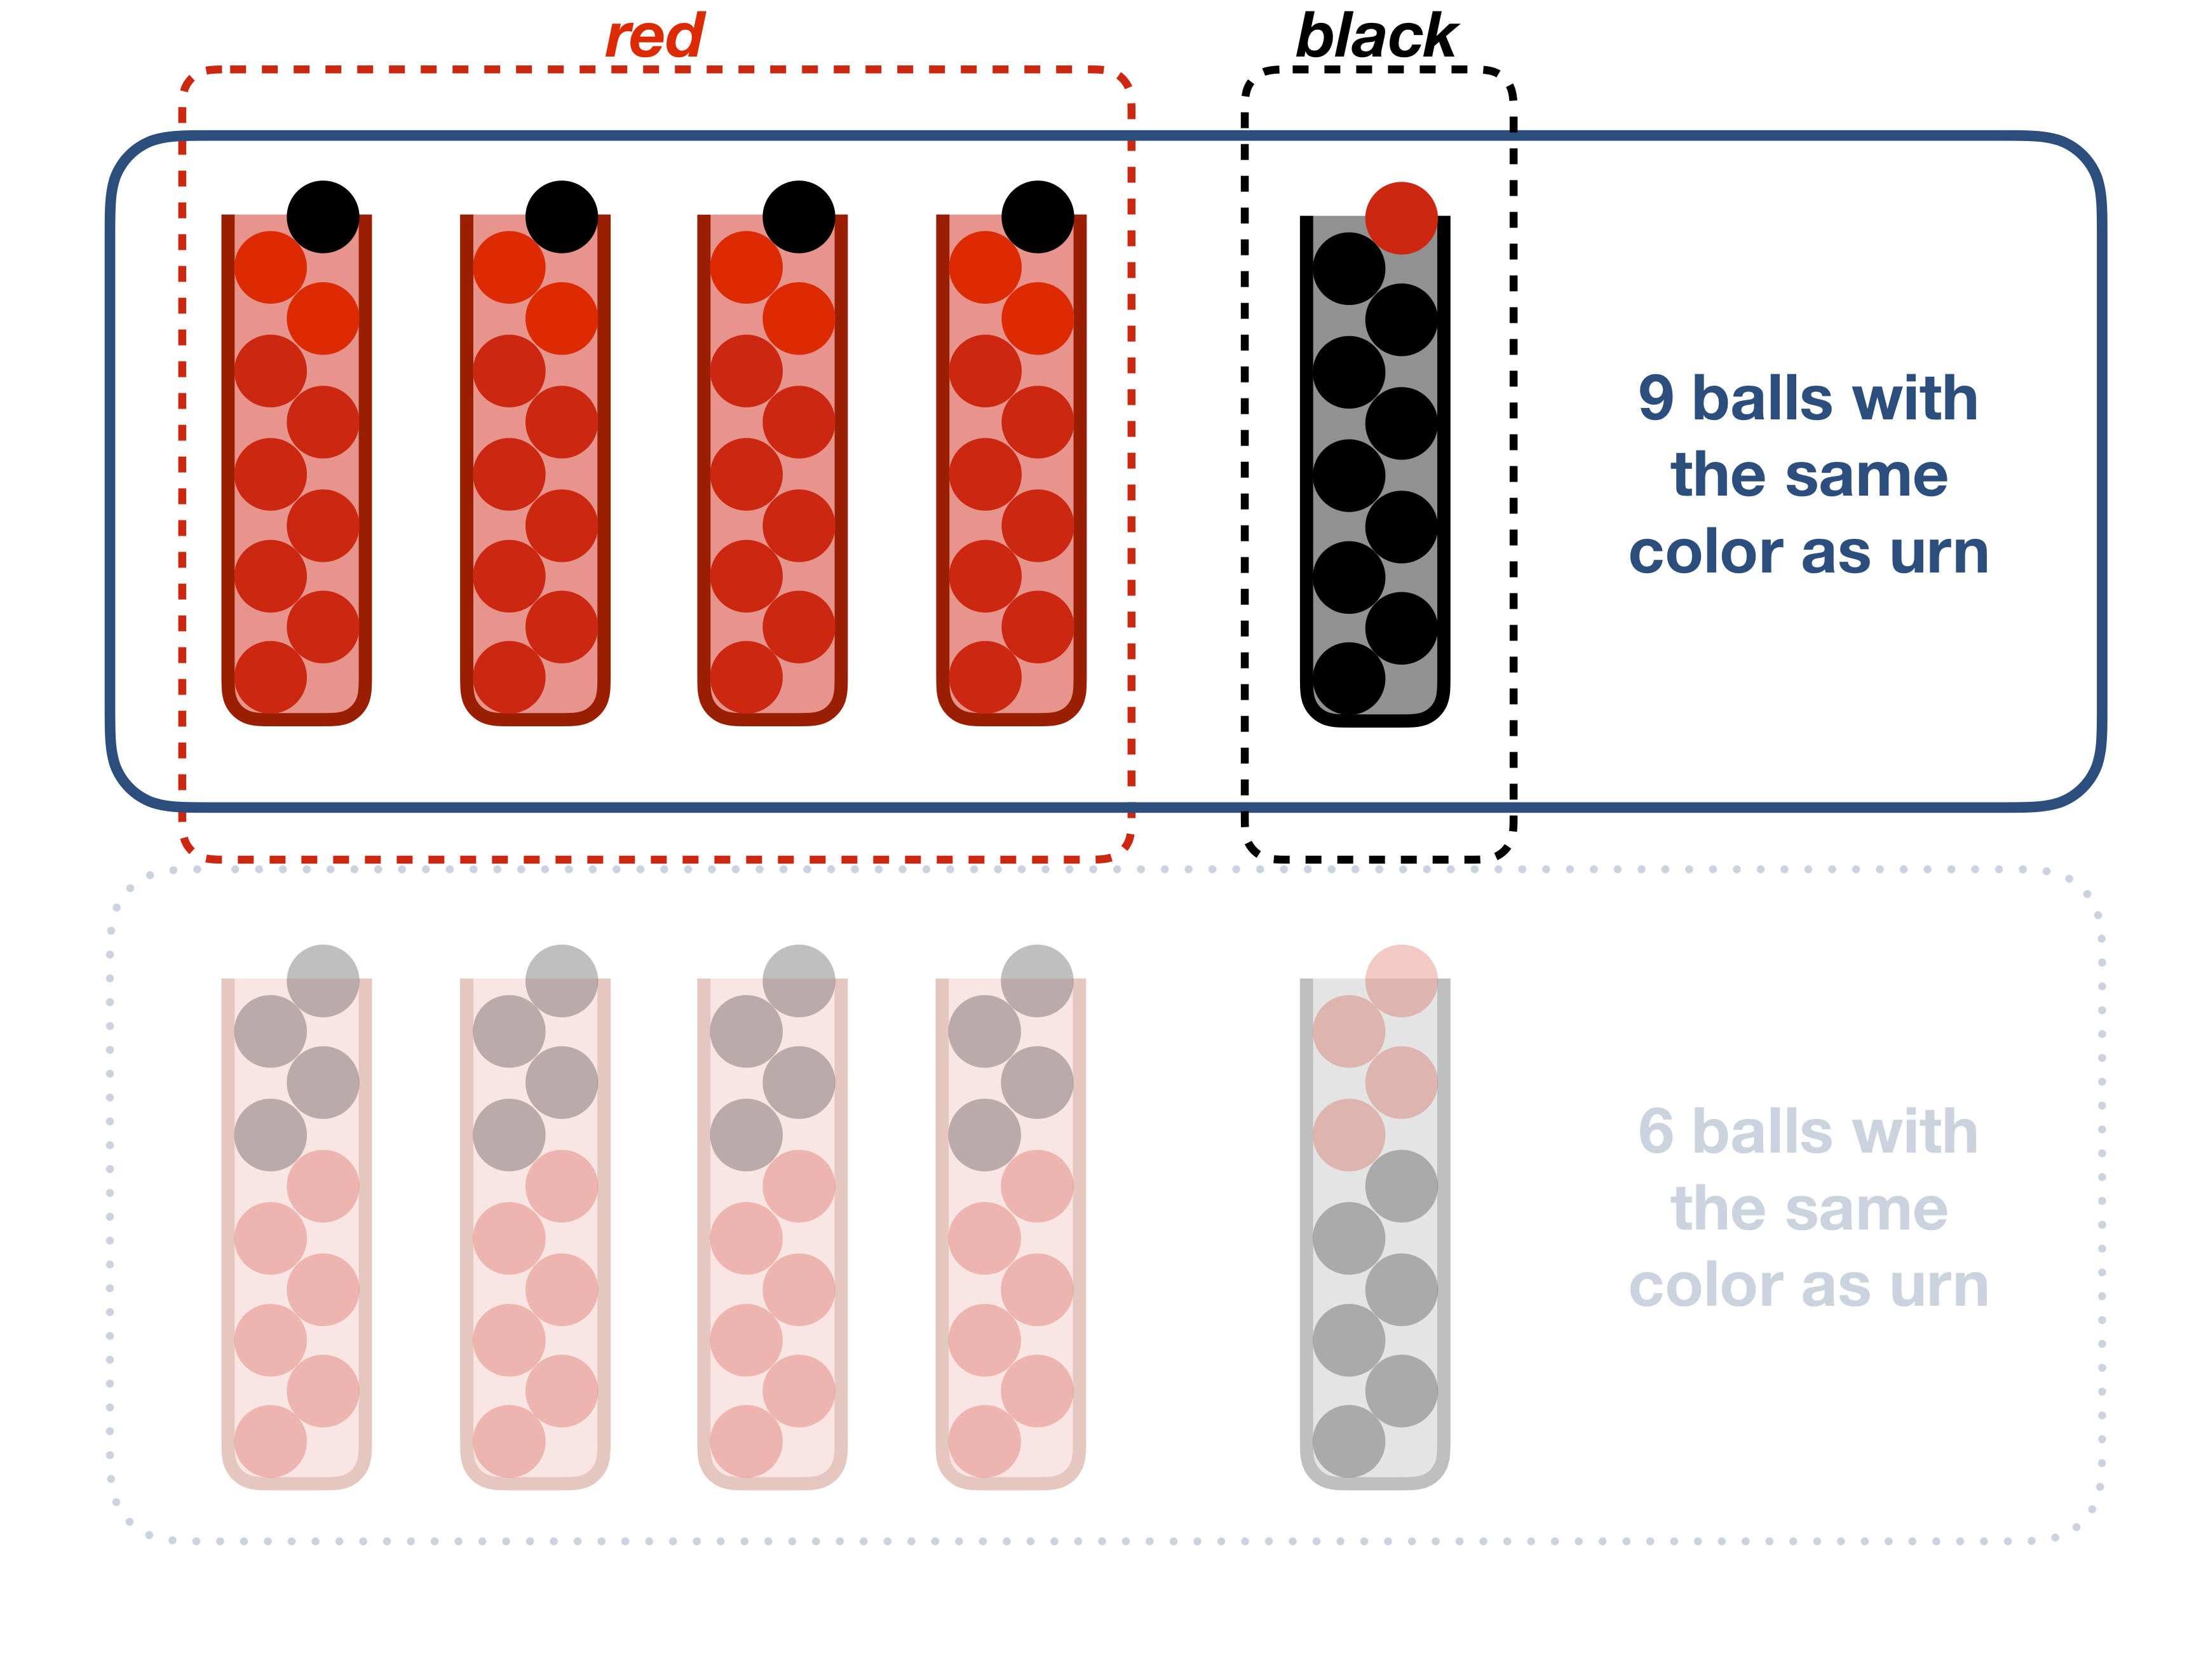 red
black
9 balls with
the same
color as urn
6 balls with
the same
color as urn